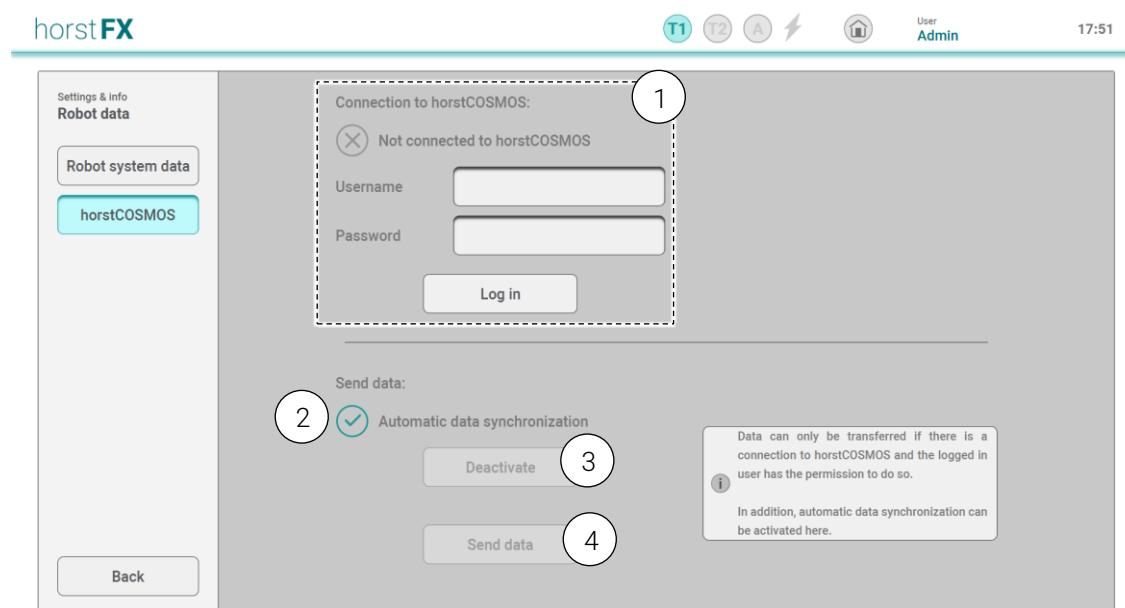 horstFX
T1 T2 A
User
Admin
17:51
Settings & info
Robot data
Robot system data
horstCOSMOS
Back
Connection to horstCOSMOS:
1
Not connected to horstCOSMOS
Username
Password
Log in
Send data:
2
Automatic data synchronization
Deactivate
3
Send data
4
Data can only be transferred if there is a
connection to horstCOSMOS and the logged in
user has the permission to do so.
i
In addition, automatic data synchronization can
be activated here.